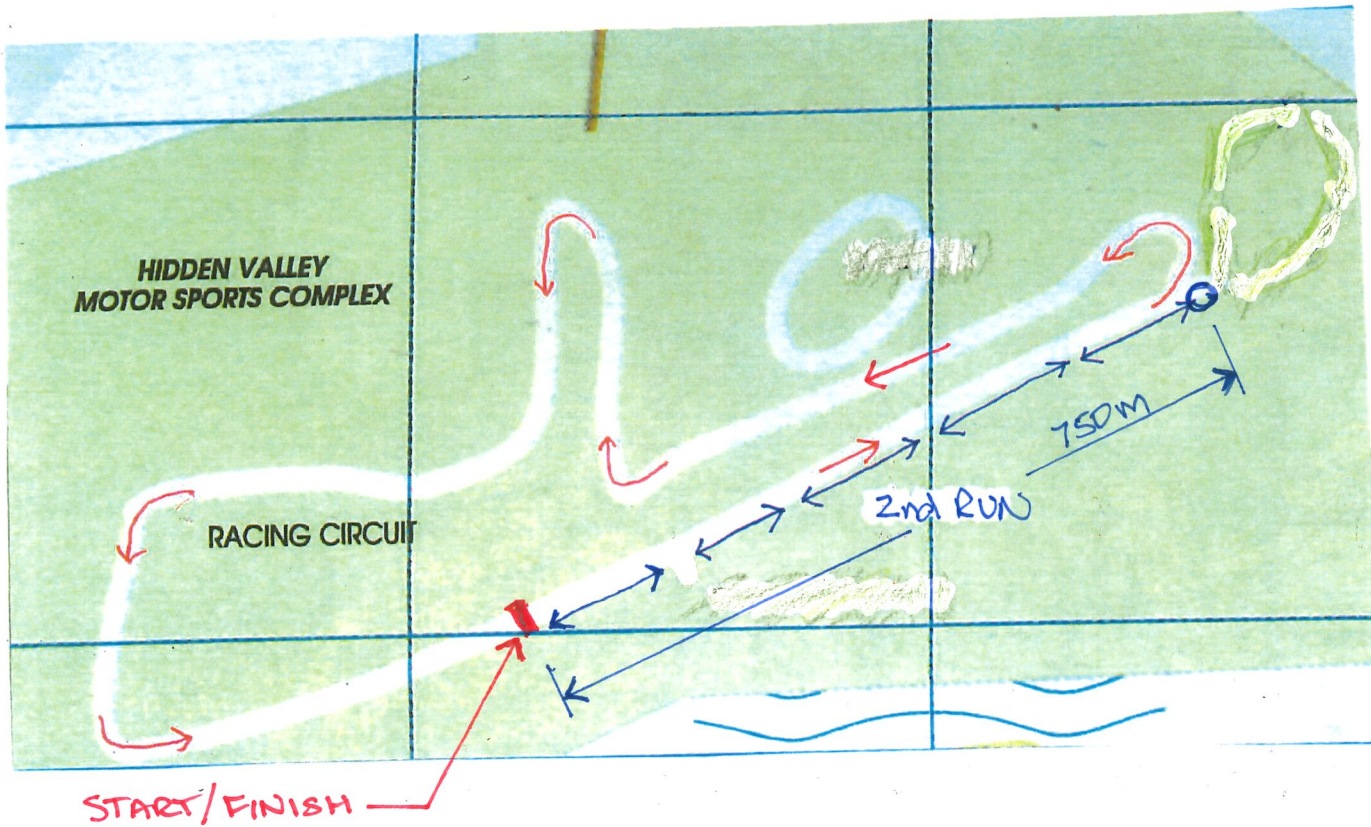 HIDDEN VALLEY
MOTOR SPORTS COMPLEX
RACING CIRCUIT
750m
2nd RUN
START/FINISH